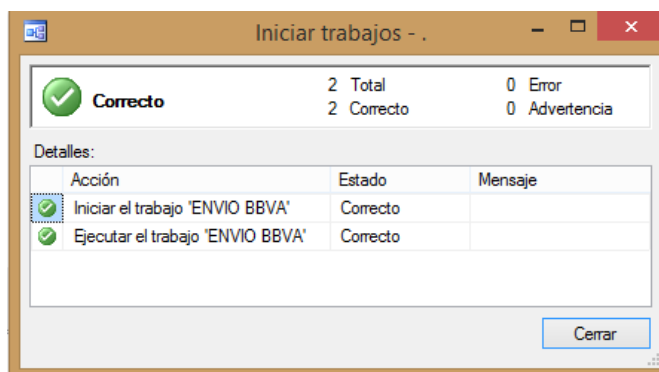 Iniciar trabajos - .
Correcto
2 Total
0 Error
2 Correcto
0 Advertencia
Detalles:
Acción Estado Mensaje
Iniciar el trabajo 'ENVIO BBVA' Correcto
Ejecutar el trabajo 'ENVIO BBVA' Correcto
Cerrar